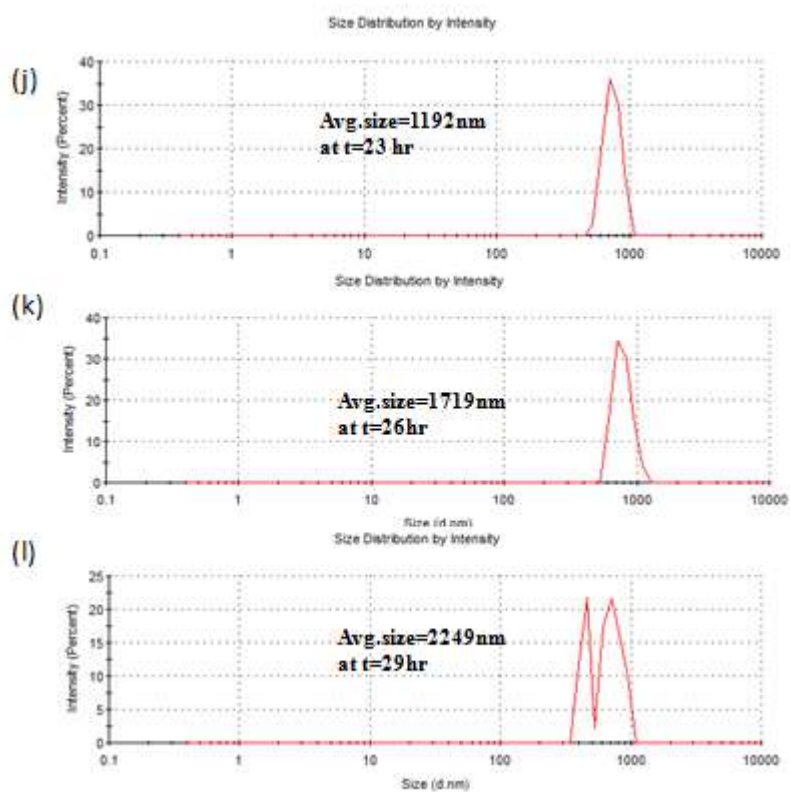 Size Distribution by Intensity
(j)
Intensity (Percent)
40
30
20
10
0
Avg.size=1192nm
at t=23 hr
0.1 1 10 100 1000 10000
Size Distribution by Intensity
(k)
Intensity (Percent)
40
30
20
10
0
Avg.size=1719nm
at t=26hr
0.1 1 10 100 1000 10000
Size (d.nm)
Size Distribution by Intensity
(l)
Intensity (Percent)
25
20
15
10
5
0
Avg.size=2249nm
at t=29hr
0.1 1 10 100 1000 10000
Size (d.nm)